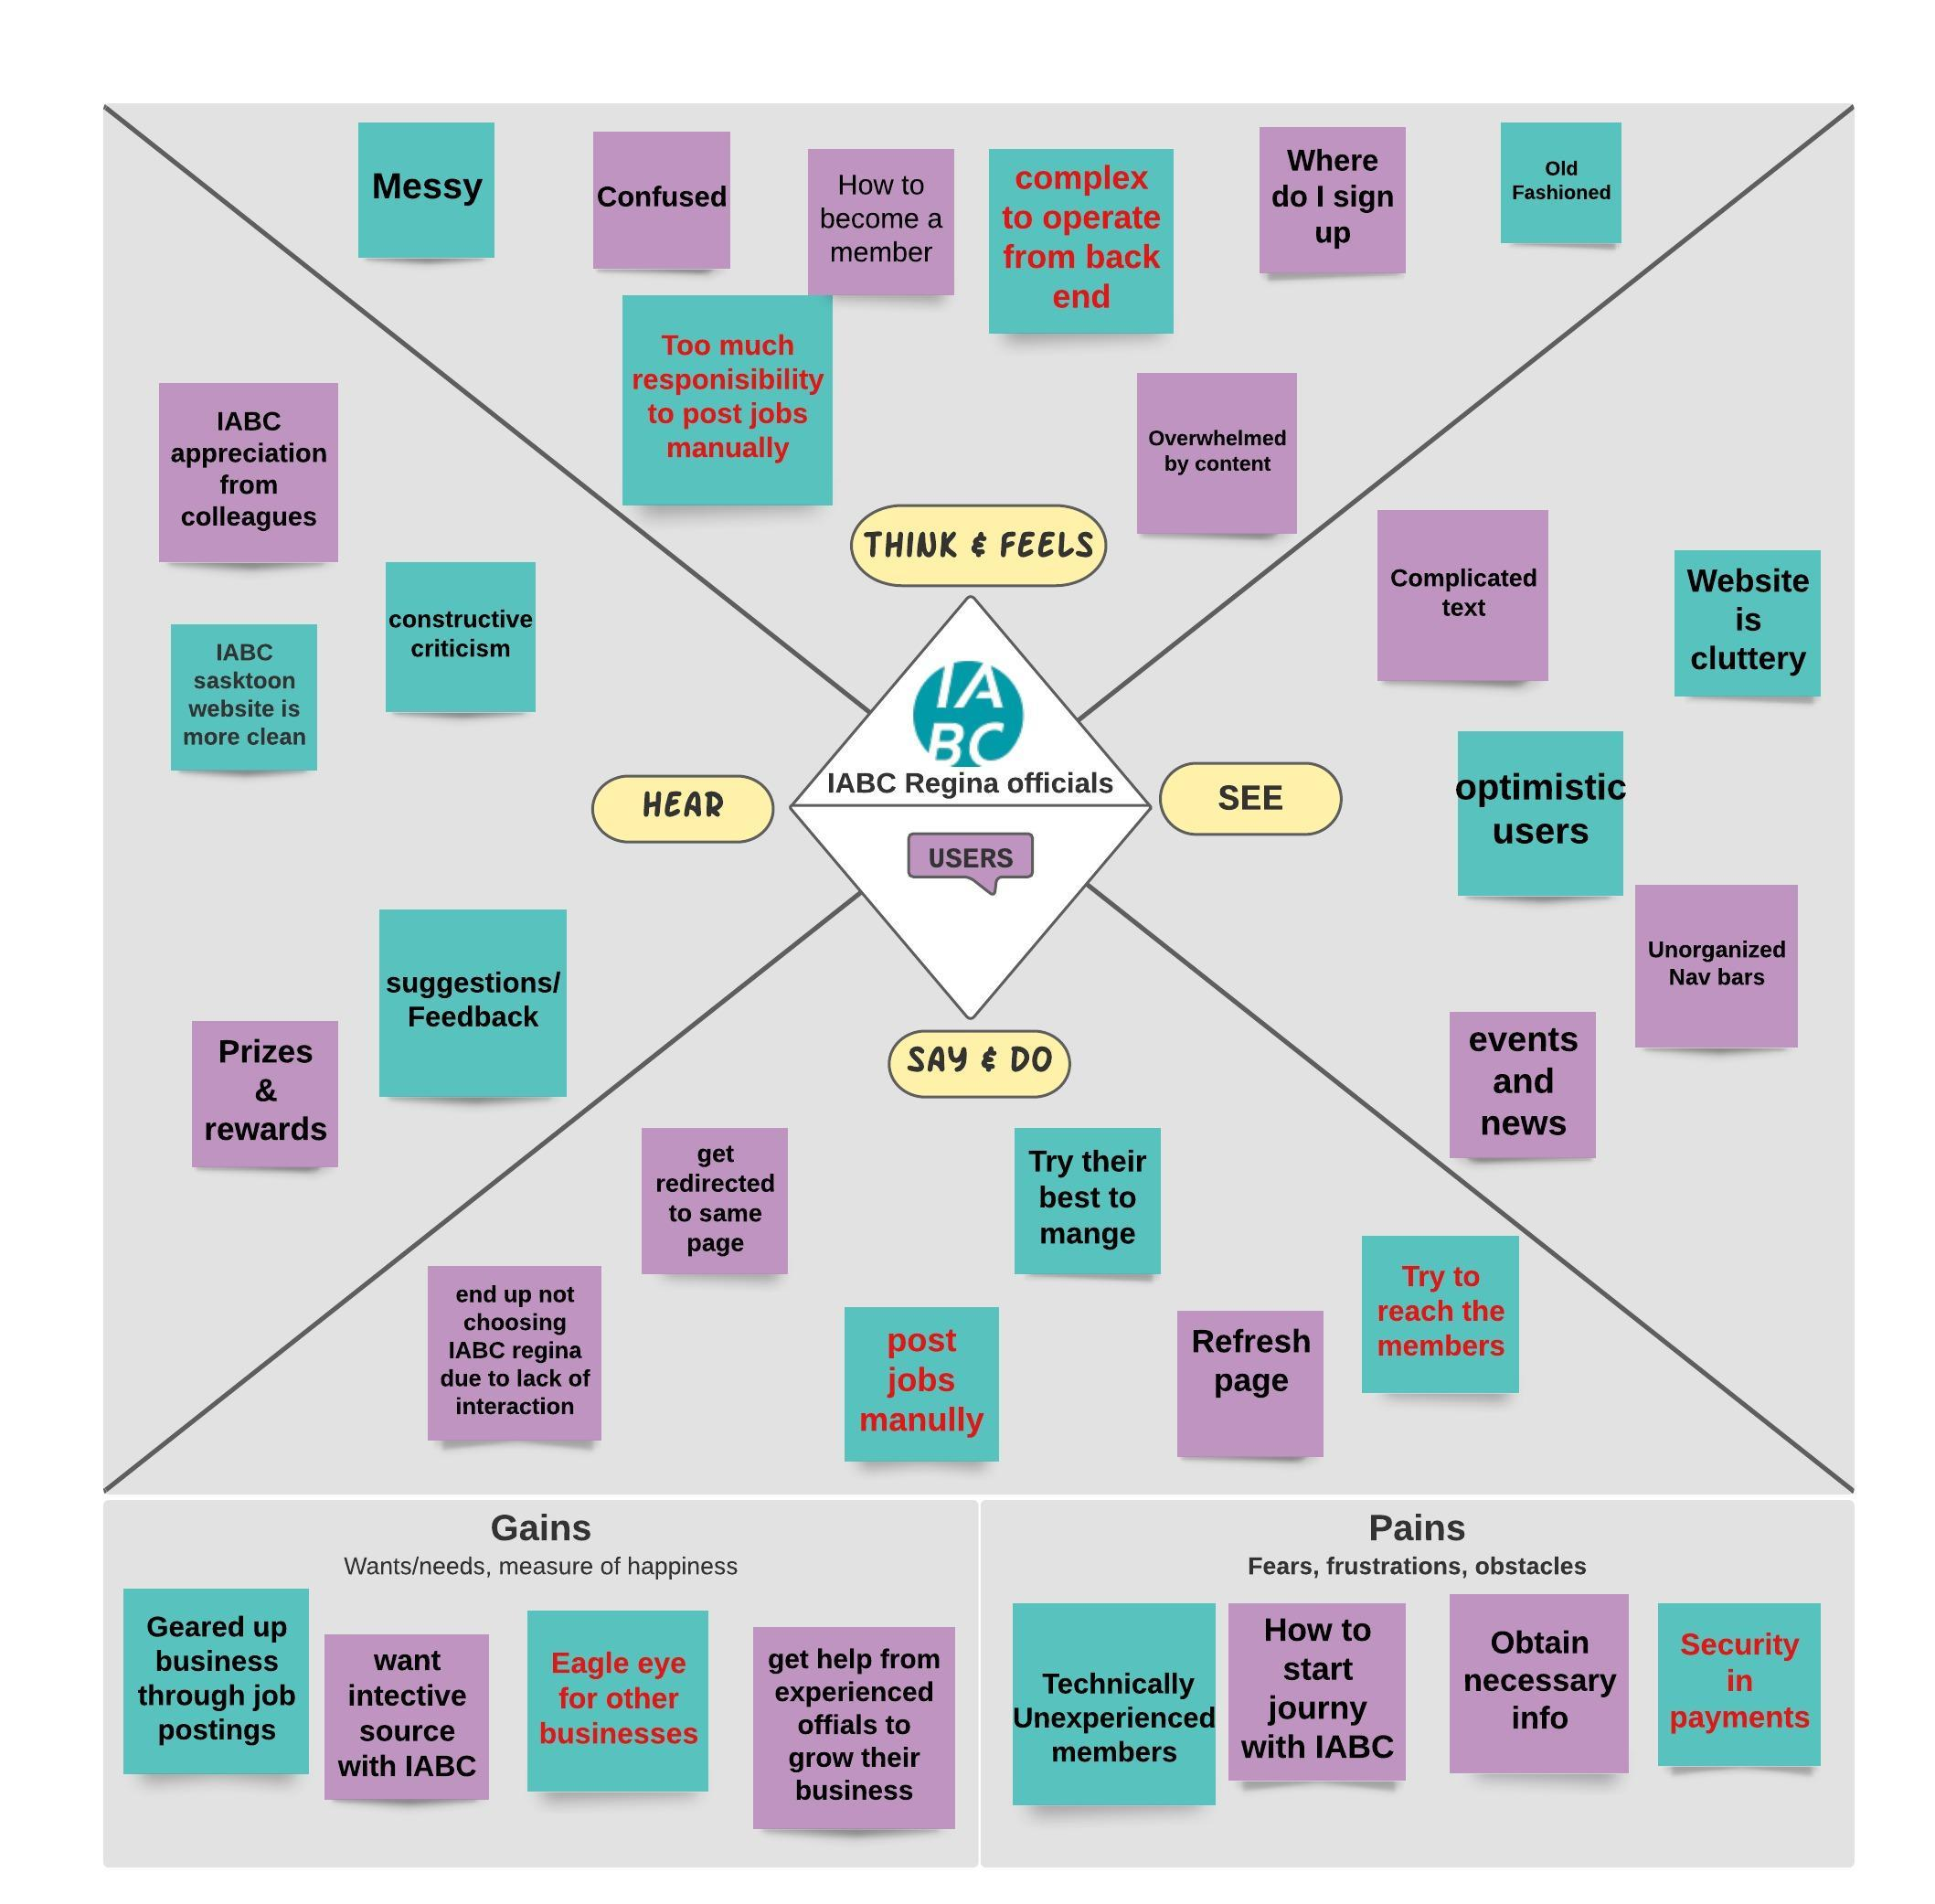 Messy
Confused
How to
become a
member
complex
to operate
from back
end
Where
do I sign
up
Old
Fashioned
Too much
responisibility
to post jobs
manually
Overwhelmed
by content
THINK & FEELS
IABC
appreciation
from
colleagues
constructive
criticism
IABC
sasktoon
website is
more clean
HEAR
suggestions/
Feedback
Prizes
&
rewards
IA
BC
IABC Regina officials
USERS
SEE
Complicated
text
Website
is
cluttery
optimistic
users
Unorganized
Nav bars
events
and
news
SAY & DO
get
redirected
to same
page
Try their
best to
mange
end up not
choosing
IABC regina
due to lack of
interaction
post
jobs
manully
Refresh
page
Try to
reach the
members
Gains
Wants/needs, measure of happiness
Geared up
business
through job
postings
want
intective
source
with IABC
Eagle eye
for other
businesses
get help from
experienced
offials to
grow their
business
Pains
Fears, frustrations, obstacles
Technically
Unexperienced
members
How to
start
journy
with IABC
Obtain
necessary
info
Security
in
payments